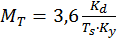 M_T = 3,6 K_d / (T_s·K_y)